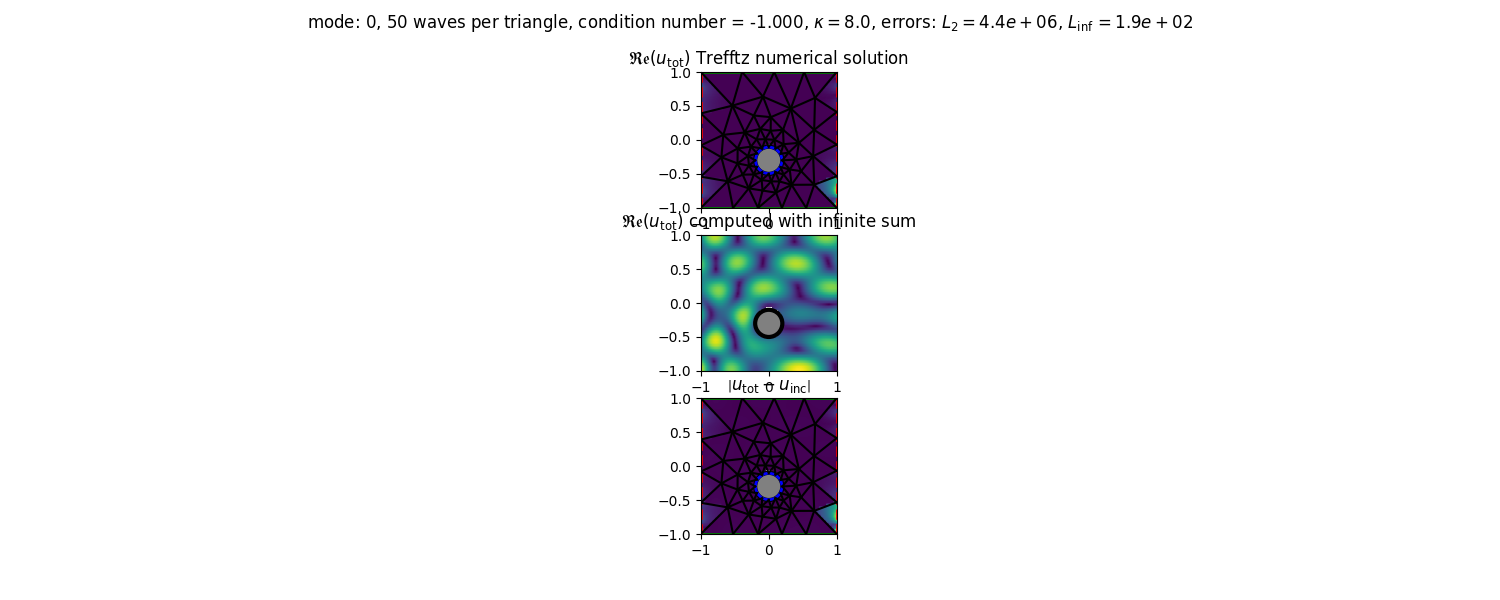 mode: 0, 50 waves per triangle, condition number = -1.000, κ = 8.0, errors: L₂ = 4.4e + 06, L_inf = 1.9e + 02
ℜ𝔢(u_tot) Trefftz numerical solution
1.0
0.5
0.0
−0.5
−1.0
−1 0 1
ℜ𝔢(u_tot) computed with infinite sum
1.0
0.5
0.0
−0.5
−1.0
−1 0 1
|u_tot − u_inc|
1.0
0.5
0.0
−0.5
−1.0
−1 0 1